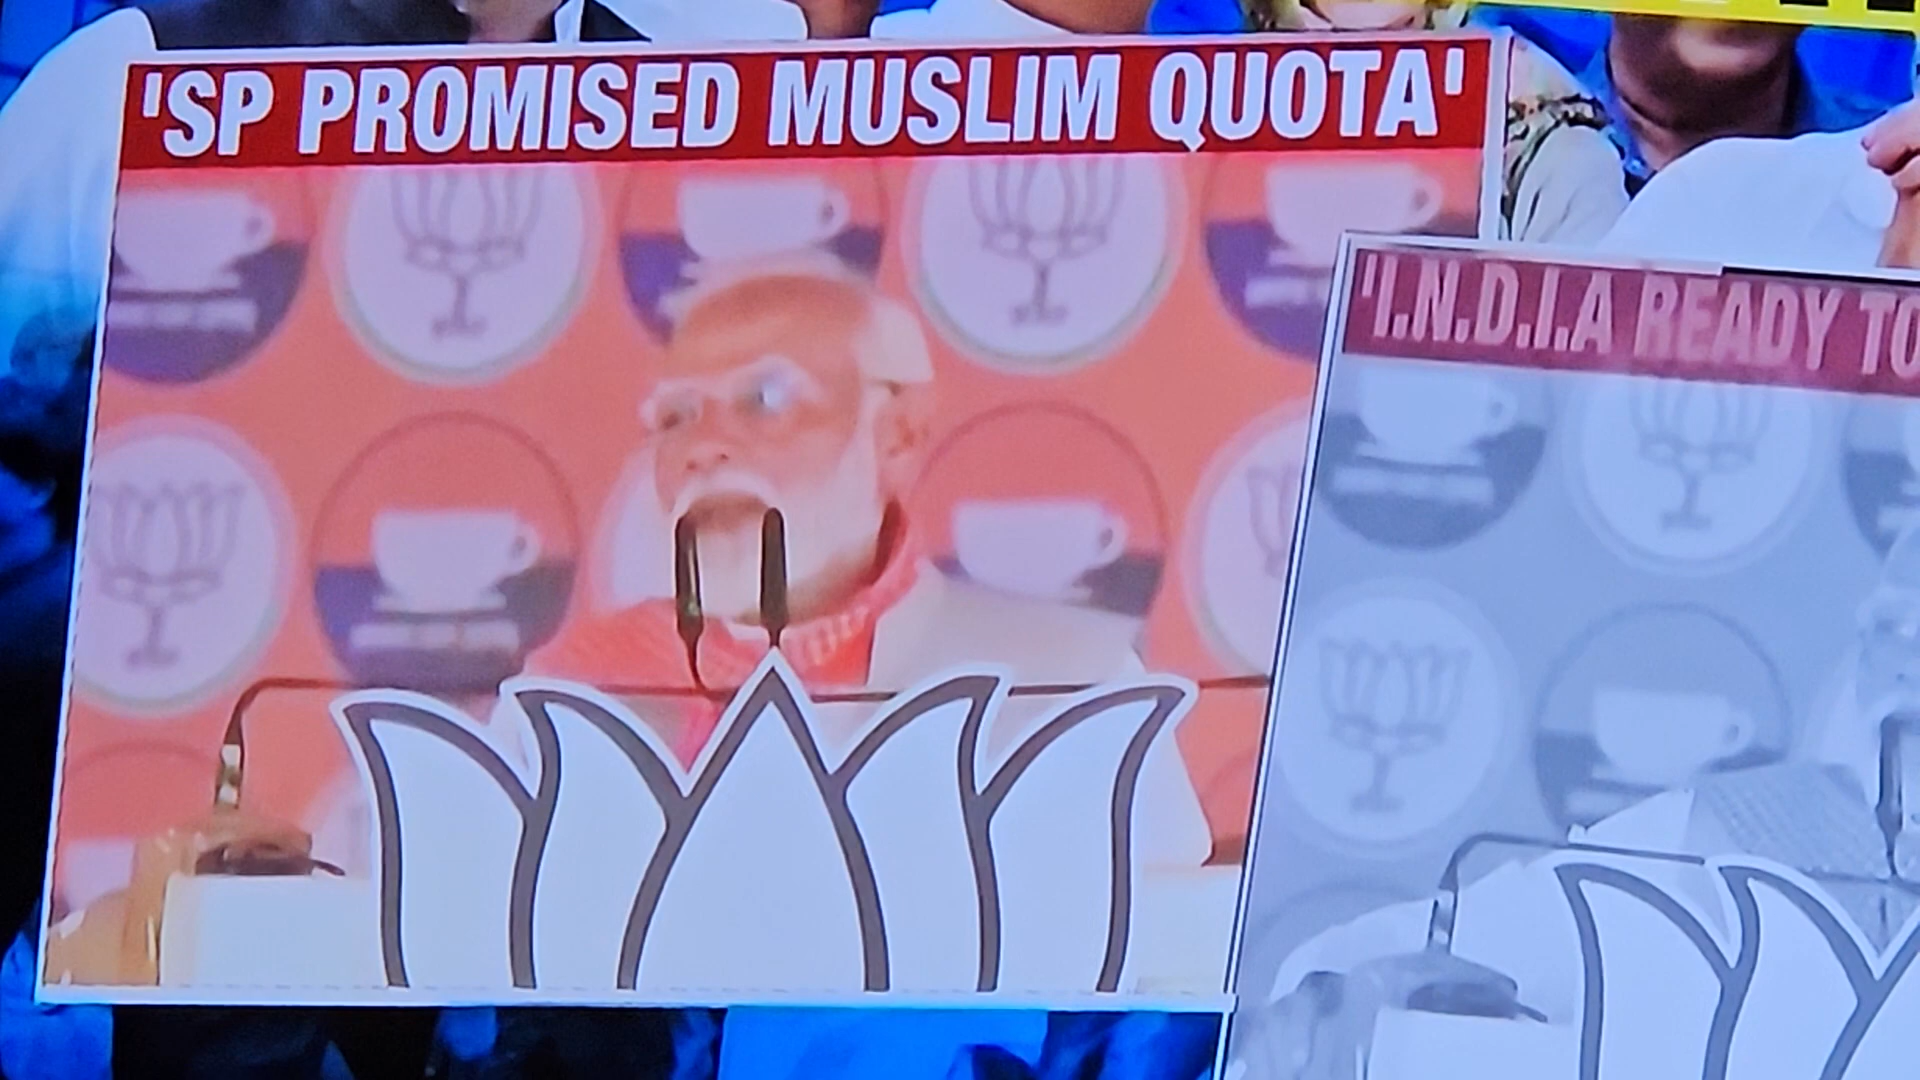 'SP PROMISED MUSLIM QUOTA'
'I.N.D.I.A READY TO